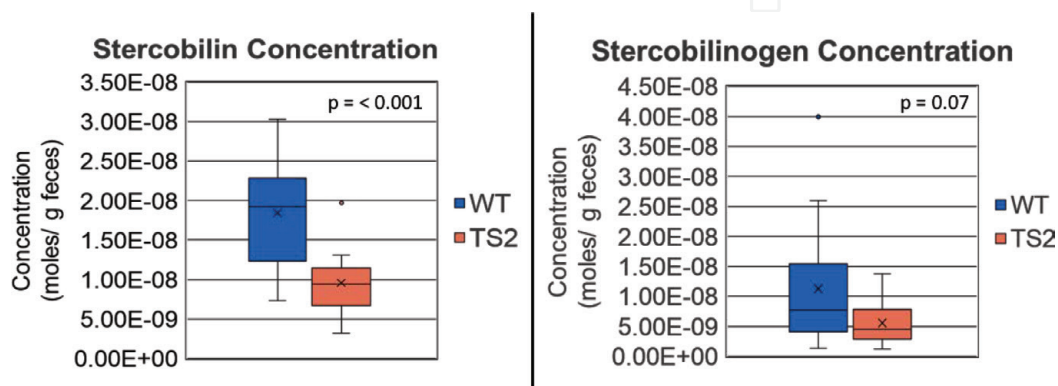 Stercobilin Concentration
p = < 0.001
3.50E-08
3.00E-08
2.50E-08
2.00E-08
1.50E-08
1.00E-08
5.00E-09
0.00E+00
Concentration
(moles/ g feces)
WT
TS2
Stercobilinogen Concentration
p = 0.07
4.50E-08
4.00E-08
3.50E-08
3.00E-08
2.50E-08
2.00E-08
1.50E-08
1.00E-08
5.00E-09
0.00E+00
Concentration
(moles/ g feces)
WT
TS2